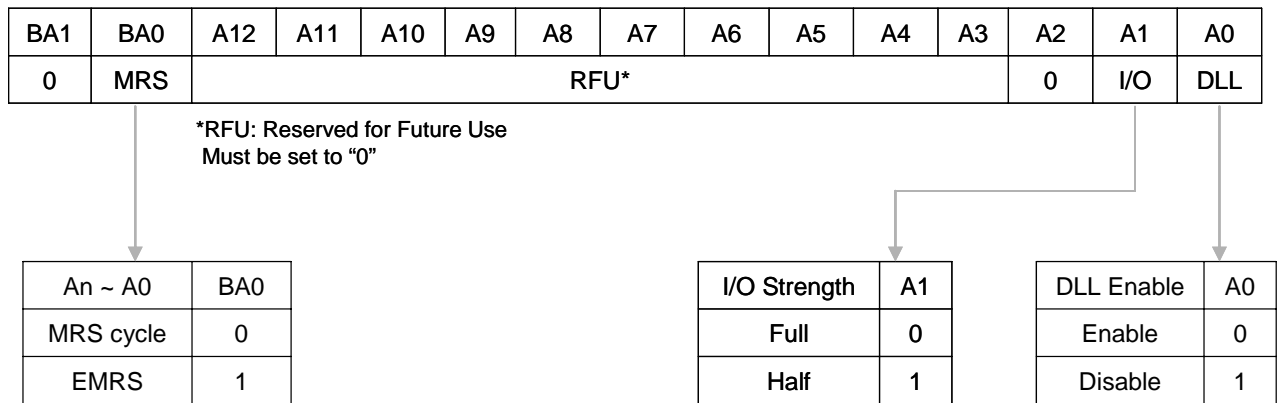 BA1 BA0 A12 A11 A10 A9 A8 A7 A6 A5 A4 A3 A2 A1 A0
0 MRS RFU* 0 I/O DLL
*RFU: Reserved for Future Use
Must be set to “0”
An ~ A0 BA0
MRS cycle 0
EMRS 1
I/O Strength A1
Full 0
Half 1
DLL Enable A0
Enable 0
Disable 1